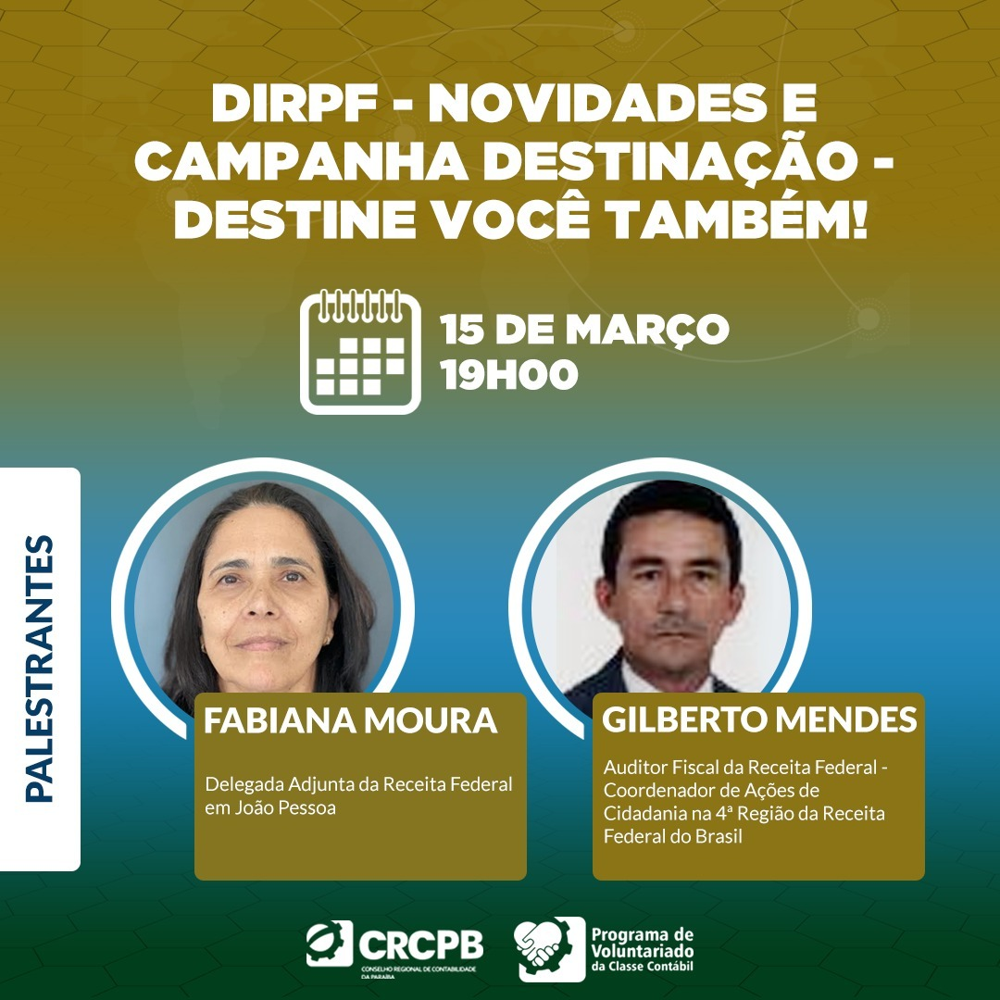 DIRPF - NOVIDADES E
CAMPANHA DESTINAÇÃO -
DESTINE VOCÊ TAMBÉM!
15 DE MARÇO
19H00
PALESTRANTES
FABIANA MOURA
Delegada Adjunta da Receita Federal
em João Pessoa
GILBERTO MENDES
Auditor Fiscal da Receita Federal -
Coordenador de Ações de
Cidadania na 4ª Região da Receita
Federal do Brasil
CRCPB
CONSELHO REGIONAL DE CONTABILIDADE
DA PARAÍBA
Programa de
Voluntariado
da Classe Contábil